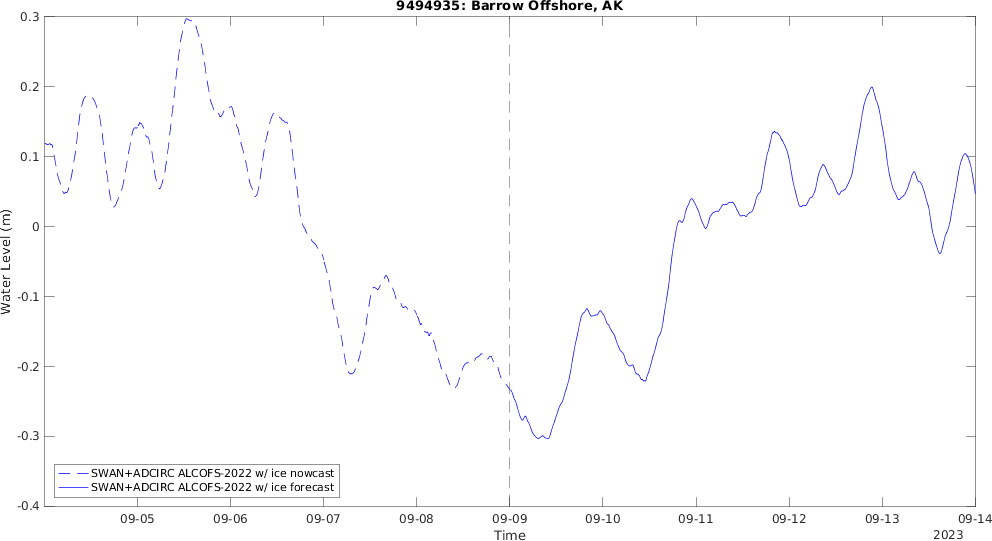 9494935: Barrow Offshore, AK
0.3
0.2
0.1
0
-0.1
-0.2
-0.3
-0.4
Water Level (m)
SWAN+ADCIRC ALCOFS-2022 w/ ice nowcast
SWAN+ADCIRC ALCOFS-2022 w/ ice forecast
09-05 09-06 09-07 09-08 09-09 09-10 09-11 09-12 09-13 09-14
Time
2023